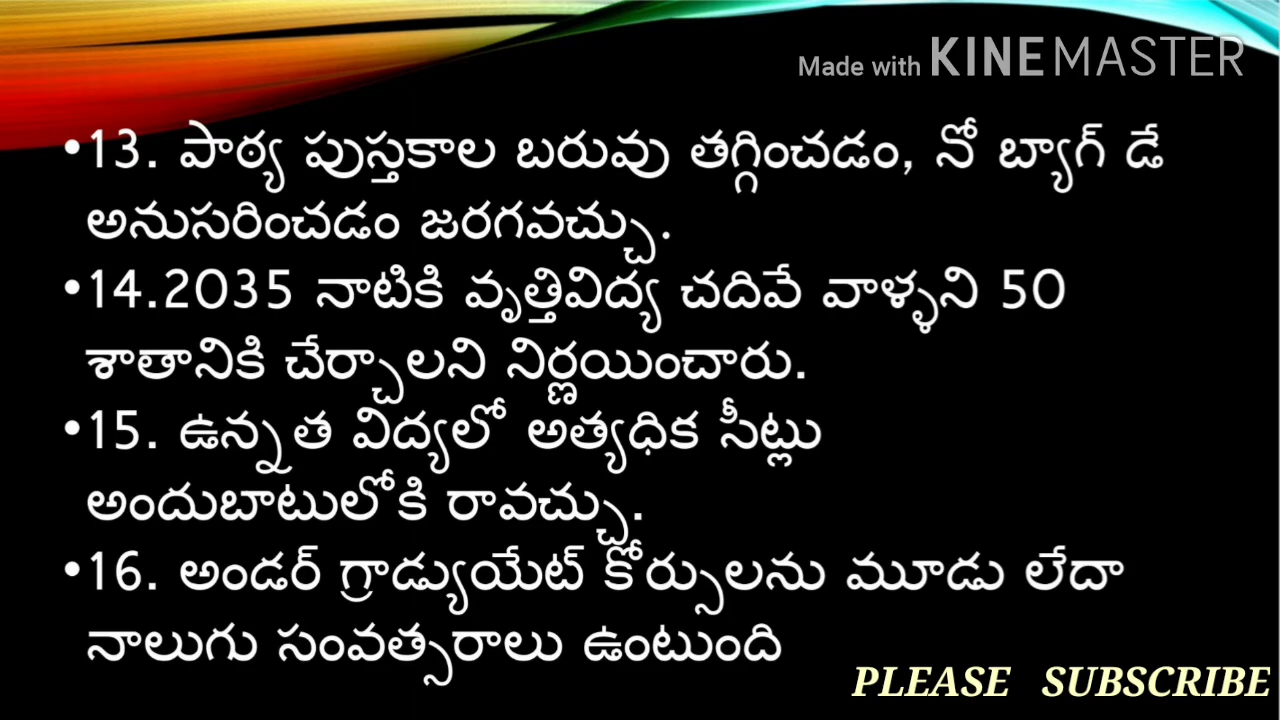 Made with KINEMASTER
•13. పాఠ్య పుస్తకాల బరువు తగ్గించడం, నో బ్యాగ్ డే
అనుసరించడం జరగవచ్చు.
•14.2035 నాటికి వృత్తివిద్య చదివే వాళ్ళని 50
శాతానికి చేర్చాలని నిర్ణయించారు.
•15. ఉన్నత విద్యలో అత్యధిక సీట్లు
అందుబాటులోకి రావచ్చు.
•16. అండర్ గ్రాడ్యుయేట్ కోర్సులను మూడు లేదా
నాలుగు సంవత్సరాలు ఉంటుంది
PLEASE SUBSCRIBE